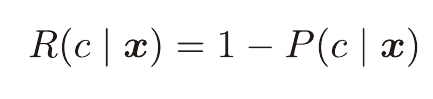 R(c | 𝒙) = 1 − P(c | 𝒙)